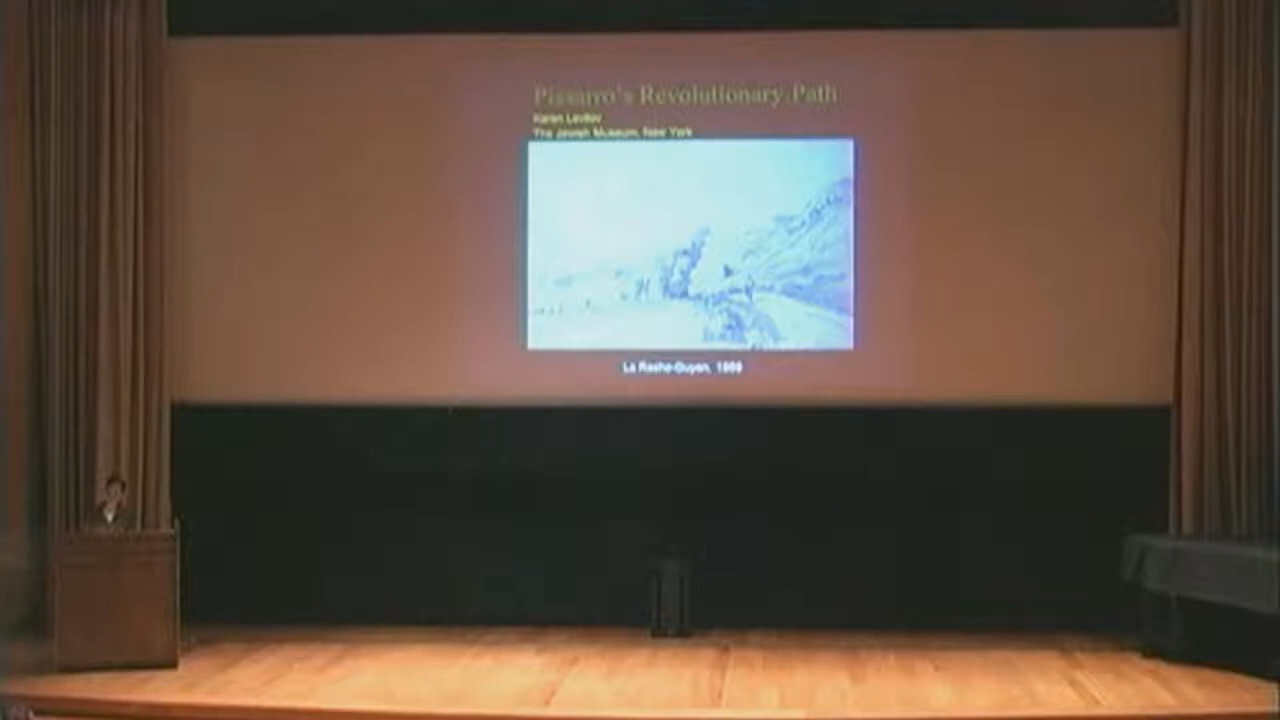 Pissarro's Revolutionary Path
Karen Levitov
The Jewish Museum, New York
La Roche-Guyon, 1859